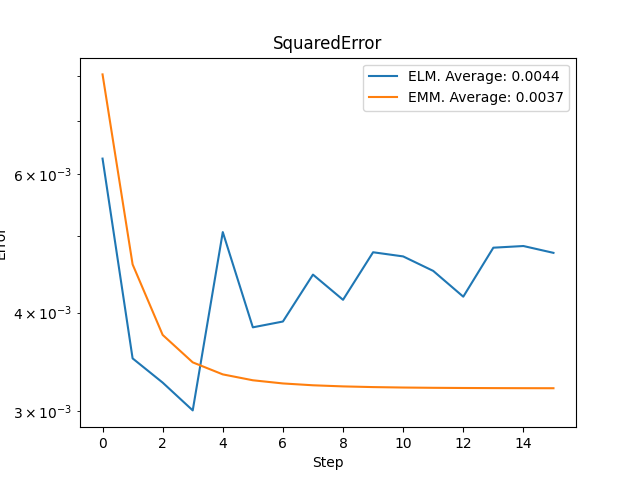 SquaredError
ELM. Average: 0.0044
EMM. Average: 0.0037
6 × 10⁻³
4 × 10⁻³
3 × 10⁻³
Error
0 2 4 6 8 10 12 14
Step